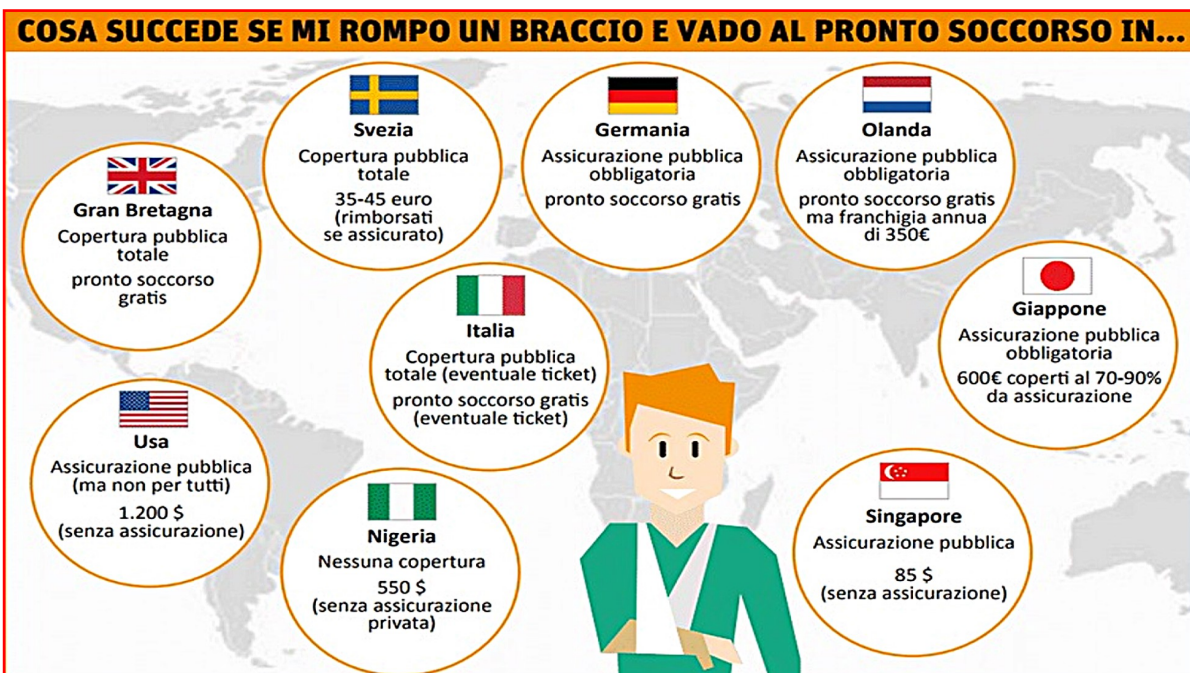 COSA SUCCEDE SE MI ROMPO UN BRACCIO E VADO AL PRONTO SOCCORSO IN...
Gran Bretagna
Copertura pubblica
totale
pronto soccorso
gratis
Svezia
Copertura pubblica
totale
35-45 euro
(rimborsati
se assicurato)
Germania
Assicurazione pubblica
obbligatoria
pronto soccorso gratis
Olanda
Assicurazione pubblica
obbligatoria
pronto soccorso gratis
ma franchigia annua
di 350€
Italia
Copertura pubblica
totale (eventuale ticket)
pronto soccorso gratis
(eventuale ticket)
Giappone
Assicurazione pubblica
obbligatoria
600€ coperti al 70-90%
da assicurazione
Usa
Assicurazione pubblica
(ma non per tutti)
1.200 $
(senza assicurazione)
Nigeria
Nessuna copertura
550 $
(senza assicurazione
privata)
Singapore
Assicurazione pubblica
85 $
(senza assicurazione)